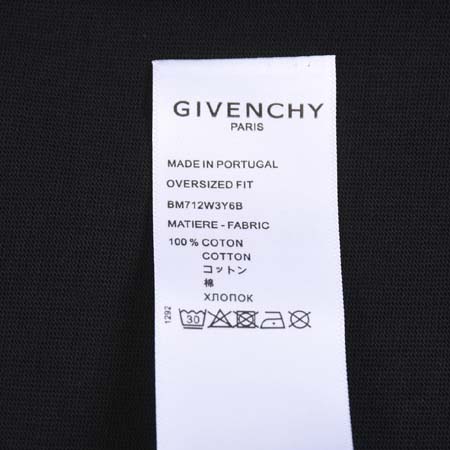 GIVENCHY
PARIS
MADE IN PORTUGAL
OVERSIZED FIT
BM712W3Y6B
MATIERE - FABRIC
100% COTON
COTTON
コットン
棉
ХЛОПОК
1292
30